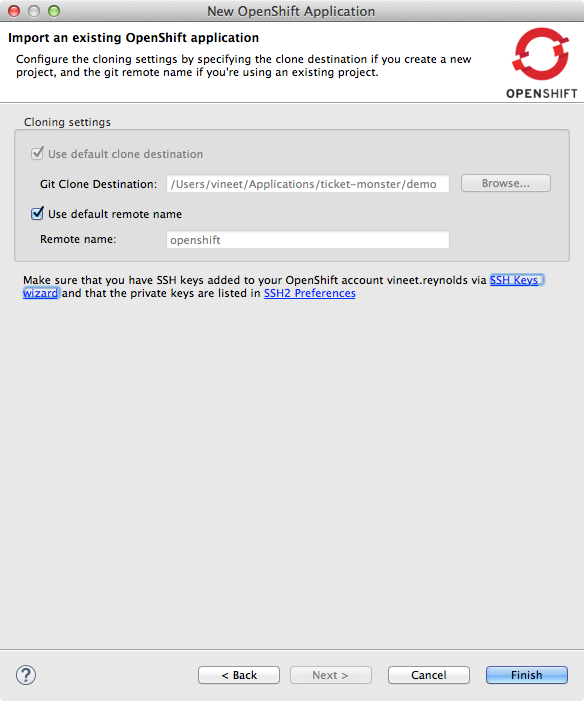 New OpenShift Application
Import an existing OpenShift application
Configure the cloning settings by specifying the clone destination if you create a new
project, and the git remote name if you're using an existing project.
OPENSHIFT
Cloning settings
Use default clone destination
Git Clone Destination: /Users/vineet/Applications/ticket-monster/demo Browse...
Use default remote name
Remote name: openshift
Make sure that you have SSH keys added to your OpenShift account vineet.reynolds via SSH Keys
wizard and that the private keys are listed in SSH2 Preferences
? < Back Next > Cancel Finish